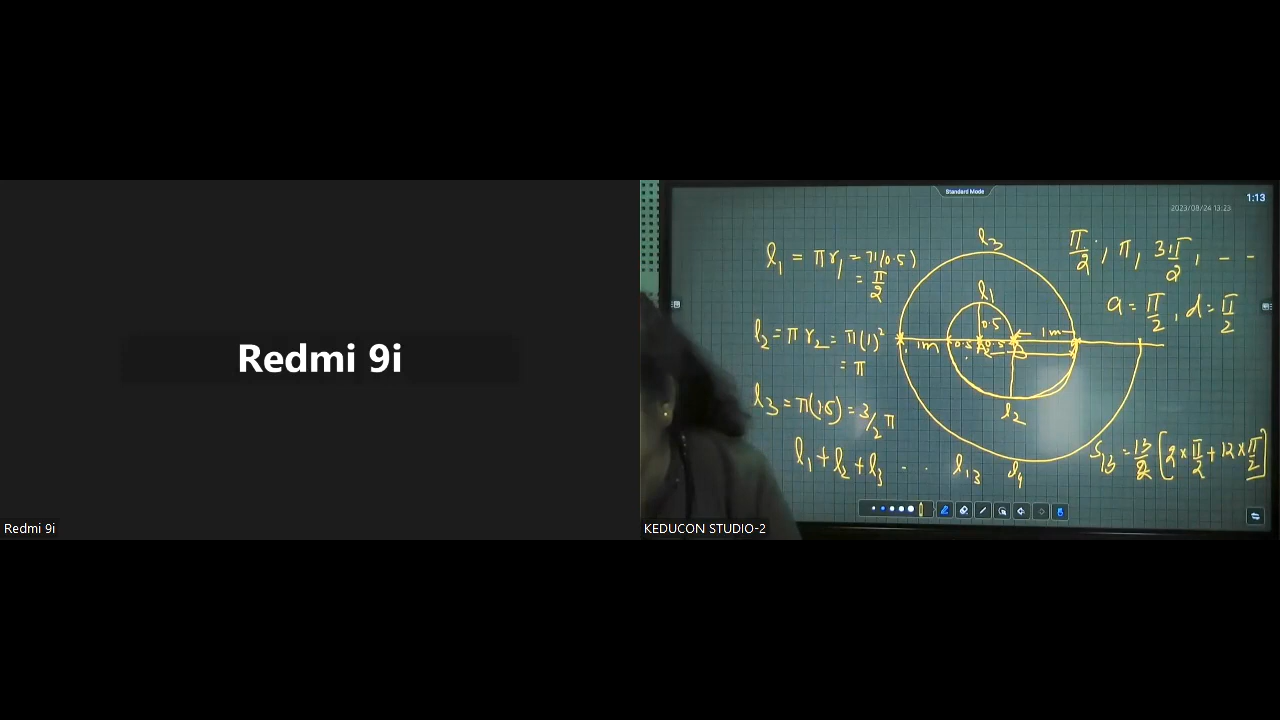 Redmi 9i
Redmi 9i
KEDUCON STUDIO-2
Standard Mode
1:13
2023/09/24 13:23
l₁ = πr₁ = π(0.5)
= π/2
l₂ = πr₂ = π(1)²
= π
l₃ = π(1.5) = 3/2 π
l₁ + l₂ + l₃ . . . l₁₃
l₃
l₁
0.5
1m
1m
0.5
0.5
A
B
l₂
l₄
π/2, π, 3π/2, - -
a = π/2, d = π/2
S₁₃ = 13/2 [2 × π/2 + 12 × π/2]